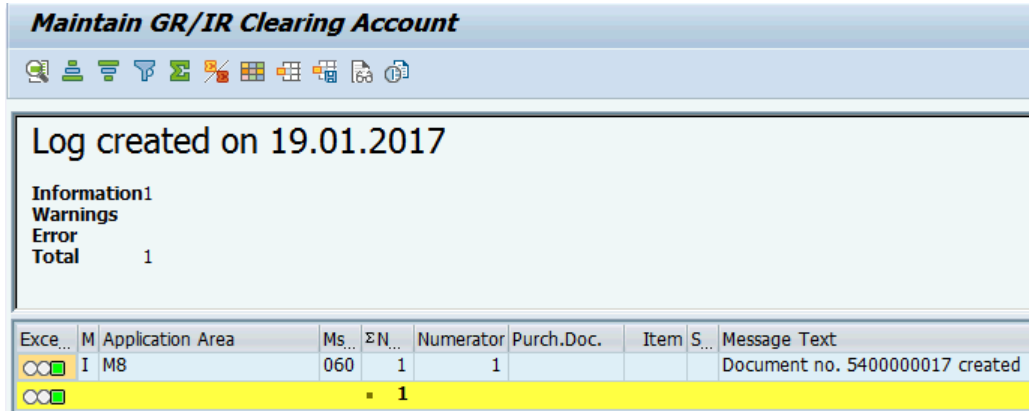 Maintain GR/IR Clearing Account
Log created on 19.01.2017
Information1
Warnings
Error
Total 1
Exce... M Application Area Ms... ΣN... Numerator Purch.Doc. Item S... Message Text
I M8 060 1 1 Document no. 5400000017 created
1